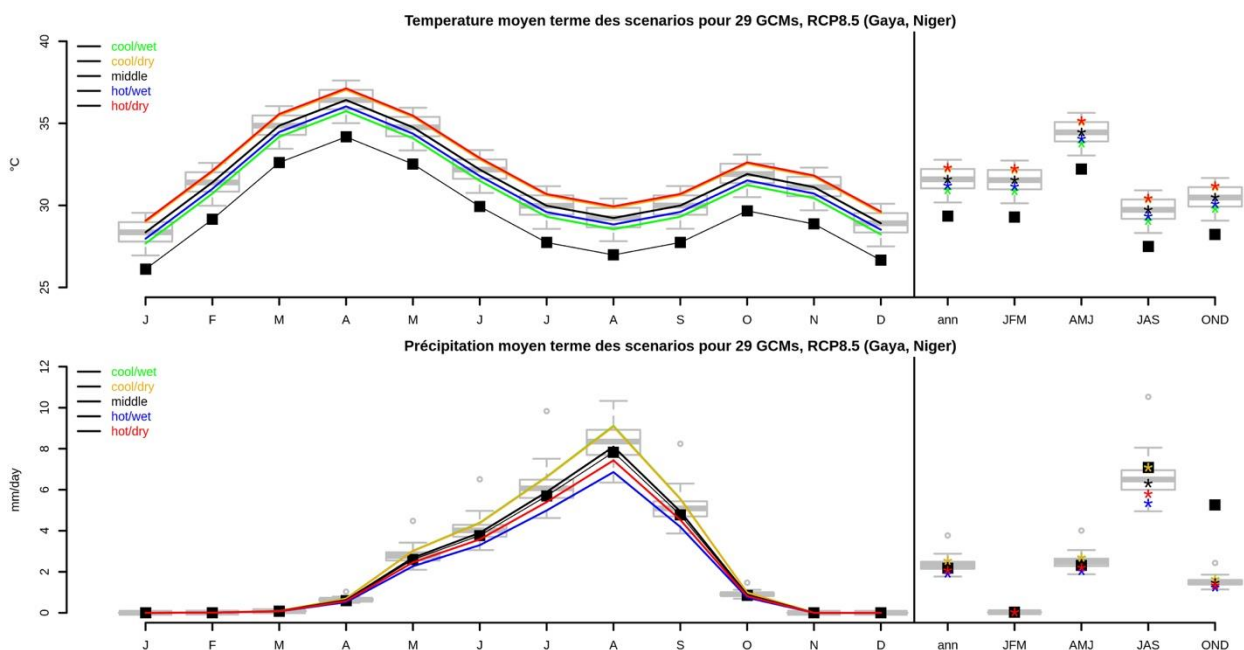 Temperature moyen terme des scenarios pour 29 GCMs, RCP8.5 (Gaya, Niger)
40
35
30
25
°C
cool/wet
cool/dry
middle
hot/wet
hot/dry
J F M A M J J A S O N D ann JFM AMJ JAS OND
Précipitation moyen terme des scenarios pour 29 GCMs, RCP8.5 (Gaya, Niger)
12
10
8
6
4
2
0
mm/day
cool/wet
cool/dry
middle
hot/wet
hot/dry
J F M A M J J A S O N D ann JFM AMJ JAS OND